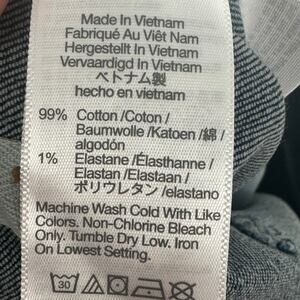 Made In Vietnam
Fabriqué Au Viêt Nam
Hergestellt In Vietnam
Vervaardigd In Vietnam
ベトナム製
hecho en vietnam
99% Cotton /Coton /
Baumwolle /Katoen /綿 /
algodón
1% Elastane /Élasthanne /
Elastan /Elastaan /
ポリウレタン /elastano
Machine Wash Cold With Like
Colors. Non-Chlorine Bleach
Only. Tumble Dry Low. Iron
On Lowest Setting.
30